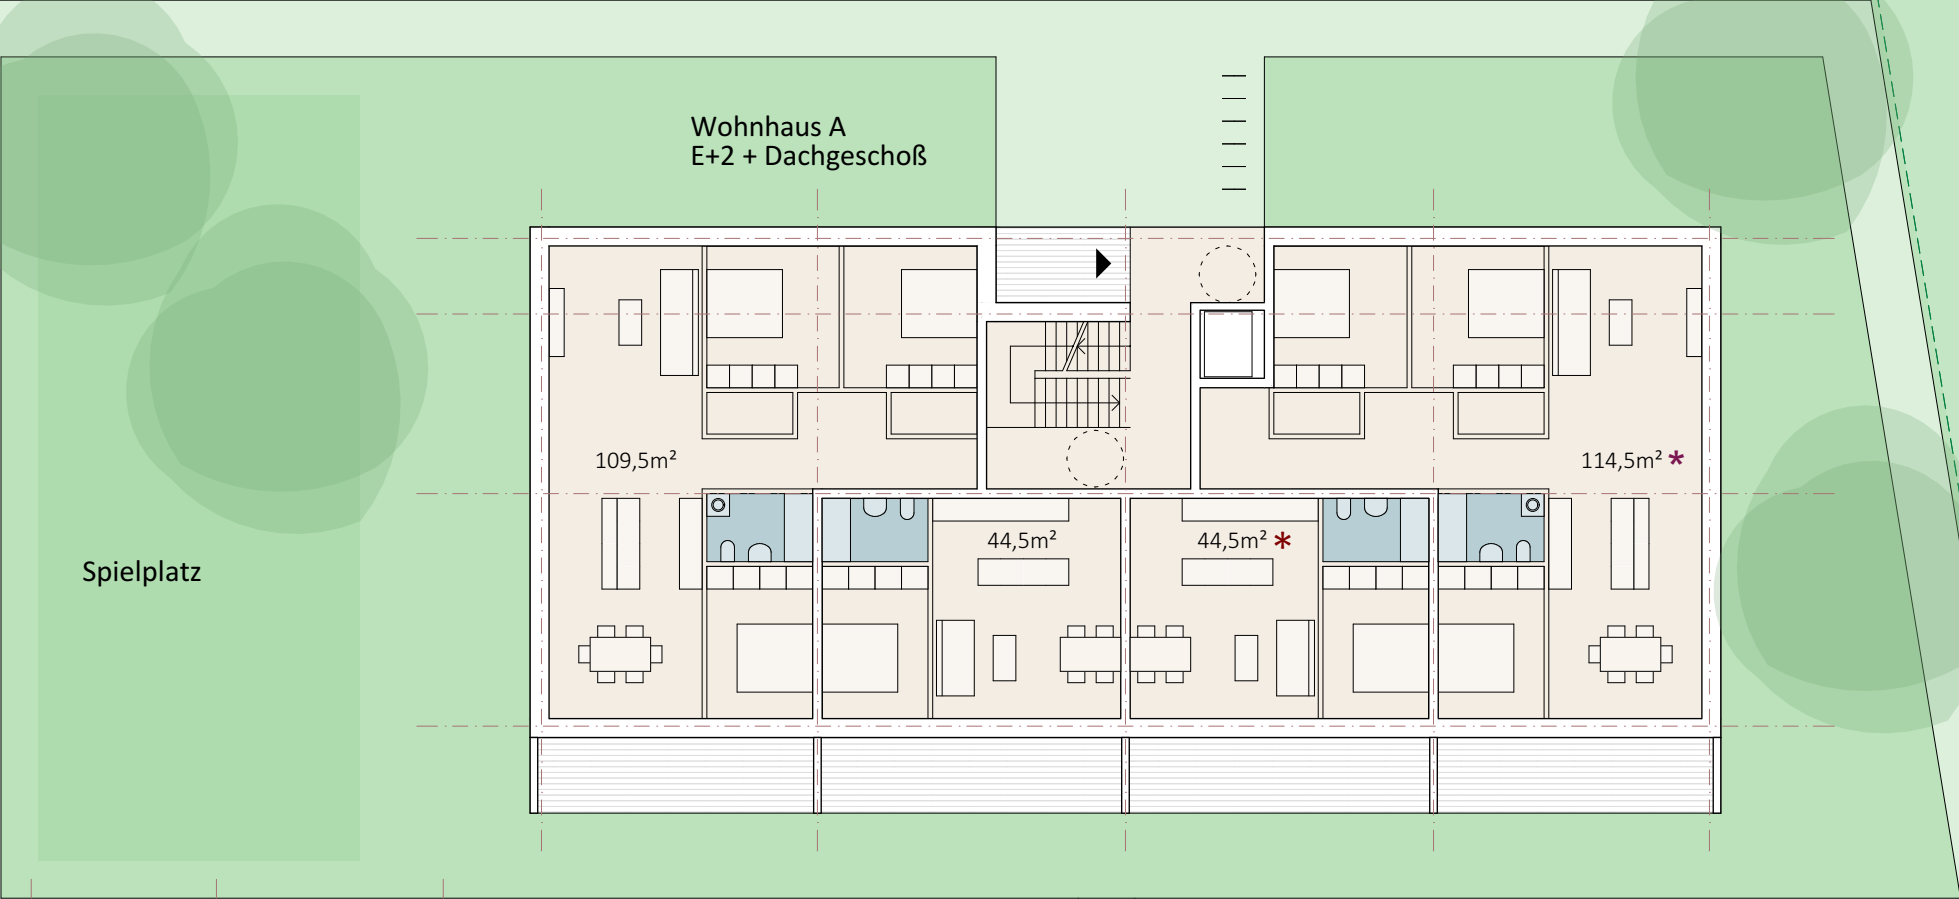 Wohnhaus A
E+2 + Dachgeschoß
109,5m²
114,5m² *
44,5m²
44,5m² *
Spielplatz